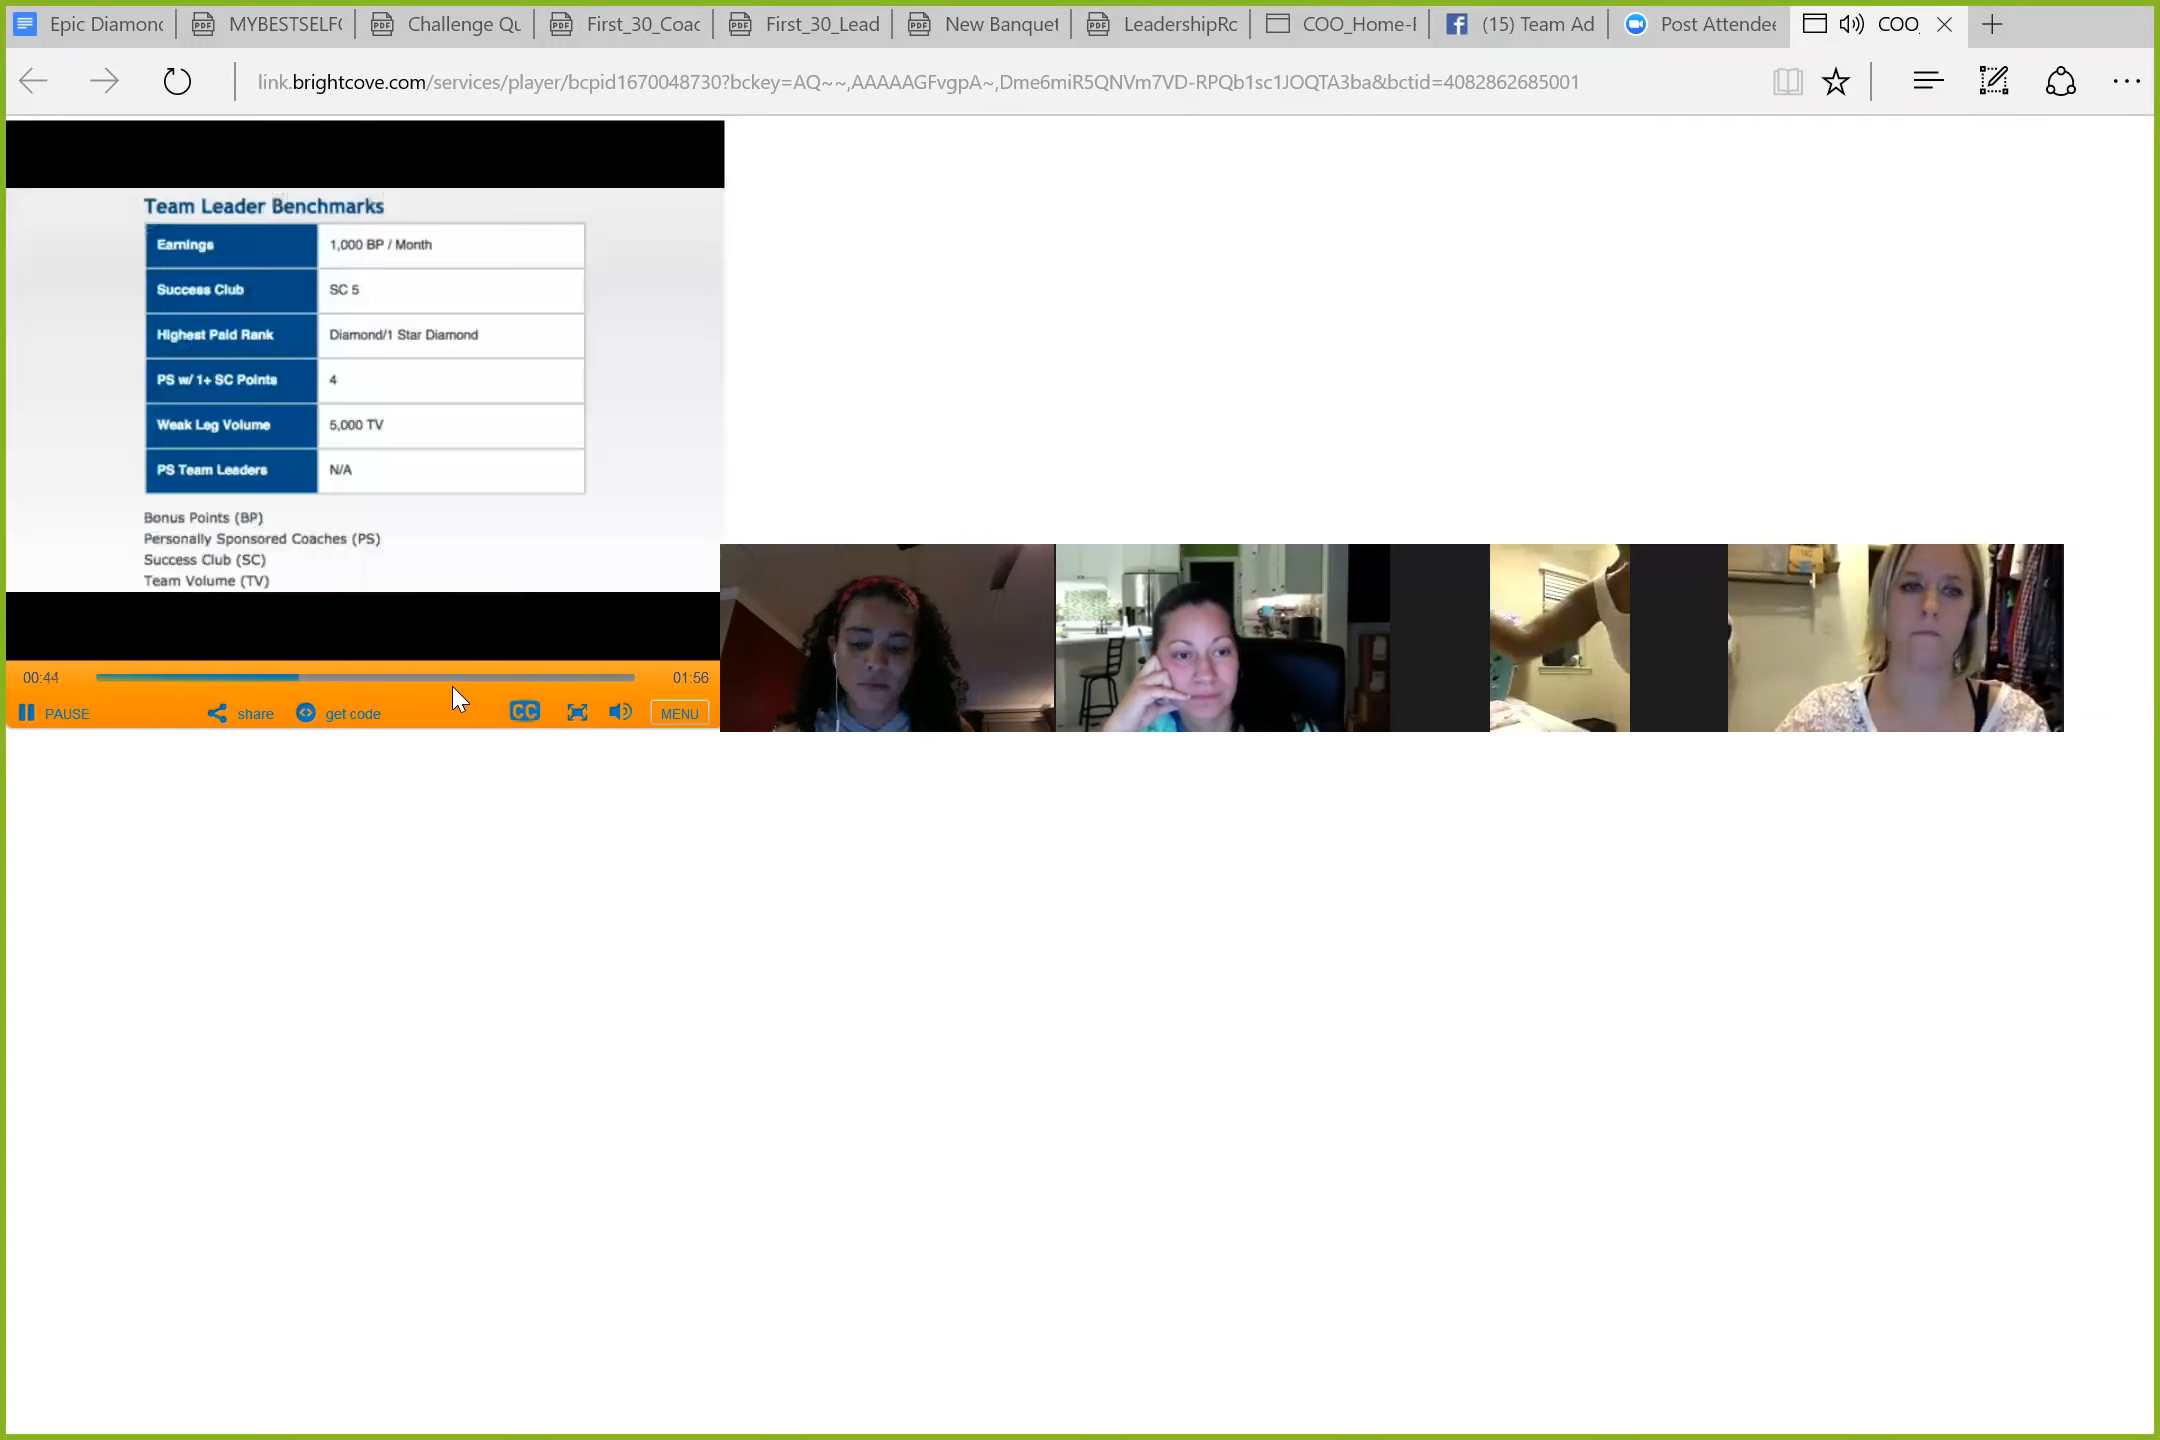 Epic Diamond
MYBESTSELF
Challenge Qu
First_30_Coac
First_30_Lead
New Banquet
LeadershipRo
COO_Home-F
(15) Team Ad
Post Attendee
COO_
link.brightcove.com/services/player/bcpid1670048730?bckey=AQ~~,AAAAAGFvgpA~,Dme6miR5QNVm7VD-RPQb1sc1JOQTA3ba&bctid=4082862685001
Team Leader Benchmarks
Earnings 1,000 BP / Month
Success Club SC 5
Highest Paid Rank Diamond/1 Star Diamond
PS w/ 1+ SC Points 4
Weak Leg Volume 5,000 TV
PS Team Leaders N/A
Bonus Points (BP)
Personally Sponsored Coaches (PS)
Success Club (SC)
Team Volume (TV)
00:44 01:56
PAUSE share get code CC MENU